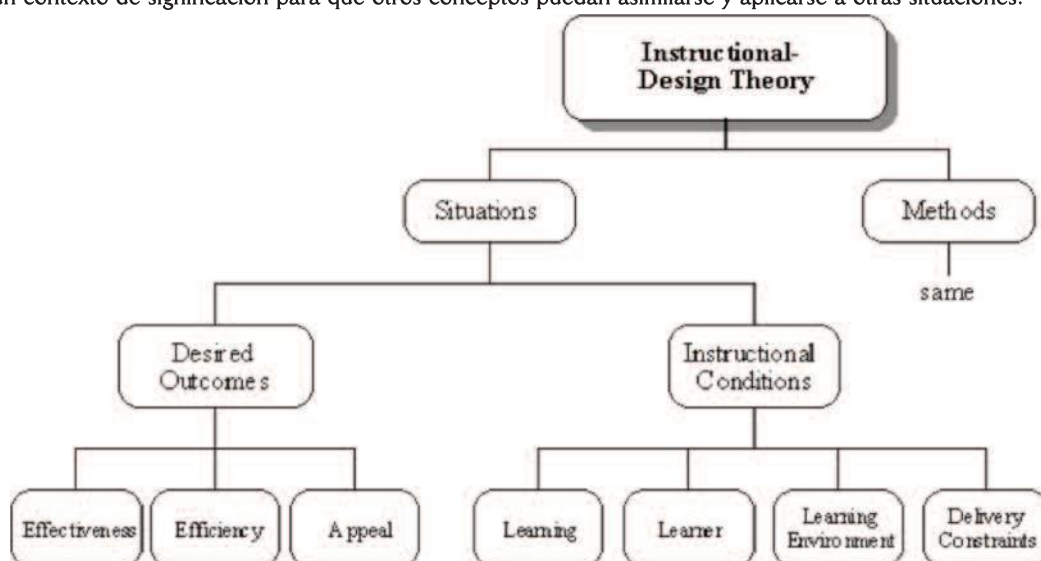 un contexto de significación para que otros conceptos puedan asimilarse y aplicarse a otras situaciones.
Instructional-
Design Theory
Situations
Methods
same
Desired
Outcomes
Instructional
Conditions
Effectiveness
Efficiency
Appeal
Learning
Learner
Learning
Environment
Delivery
Constraints